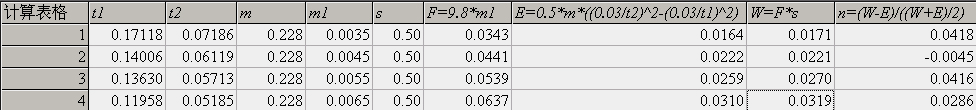 计算表格 t1 t2 m m1 s F=9.8*m1 E=0.5*m*((0.03/t2)^2-(0.03/t1)^2) W=F*s n=(W-E)/((W+E)/2)
1 0.17118 0.07186 0.228 0.0035 0.50 0.0343 0.0164 0.0171 0.0418
2 0.14006 0.06119 0.228 0.0045 0.50 0.0441 0.0222 0.0221 -0.0045
3 0.13630 0.05713 0.228 0.0055 0.50 0.0539 0.0259 0.0270 0.0416
4 0.11958 0.05185 0.228 0.0065 0.50 0.0637 0.0310 0.0319 0.0286